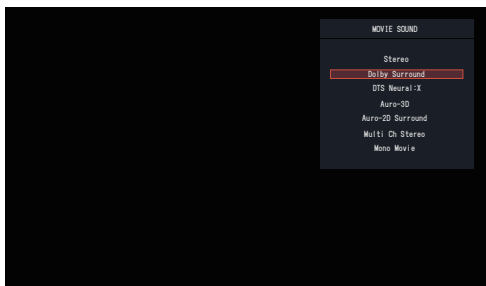 MOVIE SOUND
Stereo
Dolby Surround
DTS Neural:X
Auro-3D
Auro-2D Surround
Multi Ch Stereo
Mono Movie